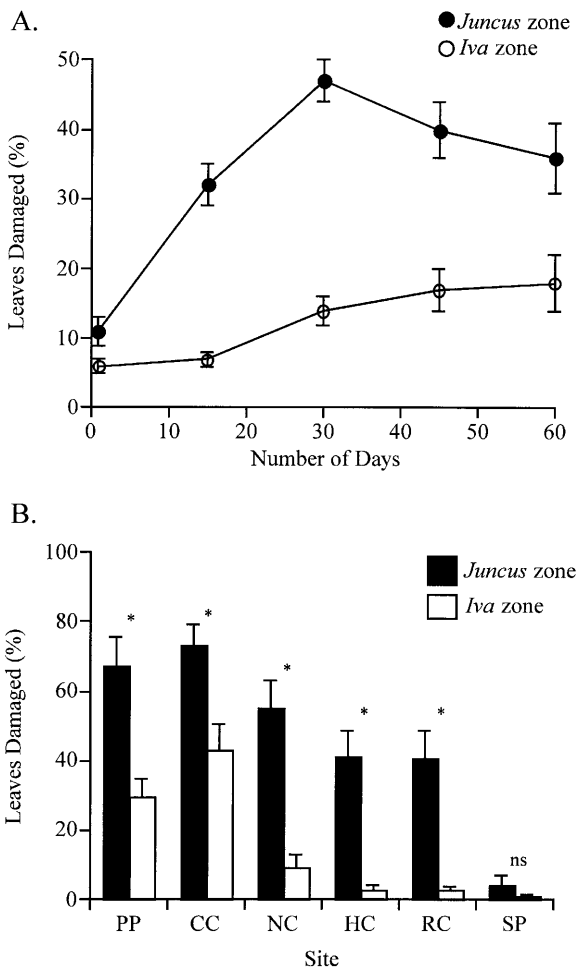 A.
Juncus zone
Iva zone
50
40
30
20
10
0
Leaves Damaged (%)
0 10 20 30 40 50 60
Number of Days
B.
Juncus zone
Iva zone
100
80
60
40
20
0
Leaves Damaged (%)
* * * * * ns
PP CC NC HC RC SP
Site